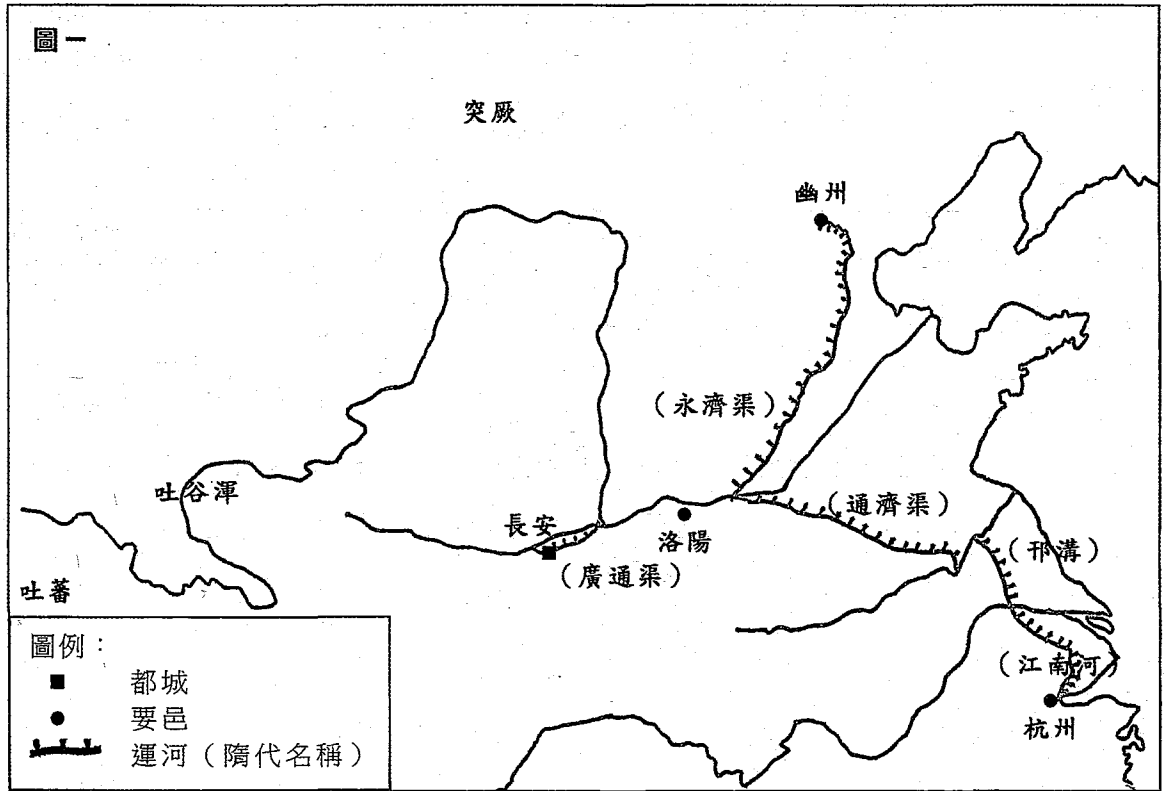 圖一
突厥
幽州
（永濟渠）
吐谷渾
長安
洛陽
（通濟渠）
（邗溝）
（廣通渠）
吐蕃
（江南河）
杭州
圖例：
都城
要邑
運河（隋代名稱）